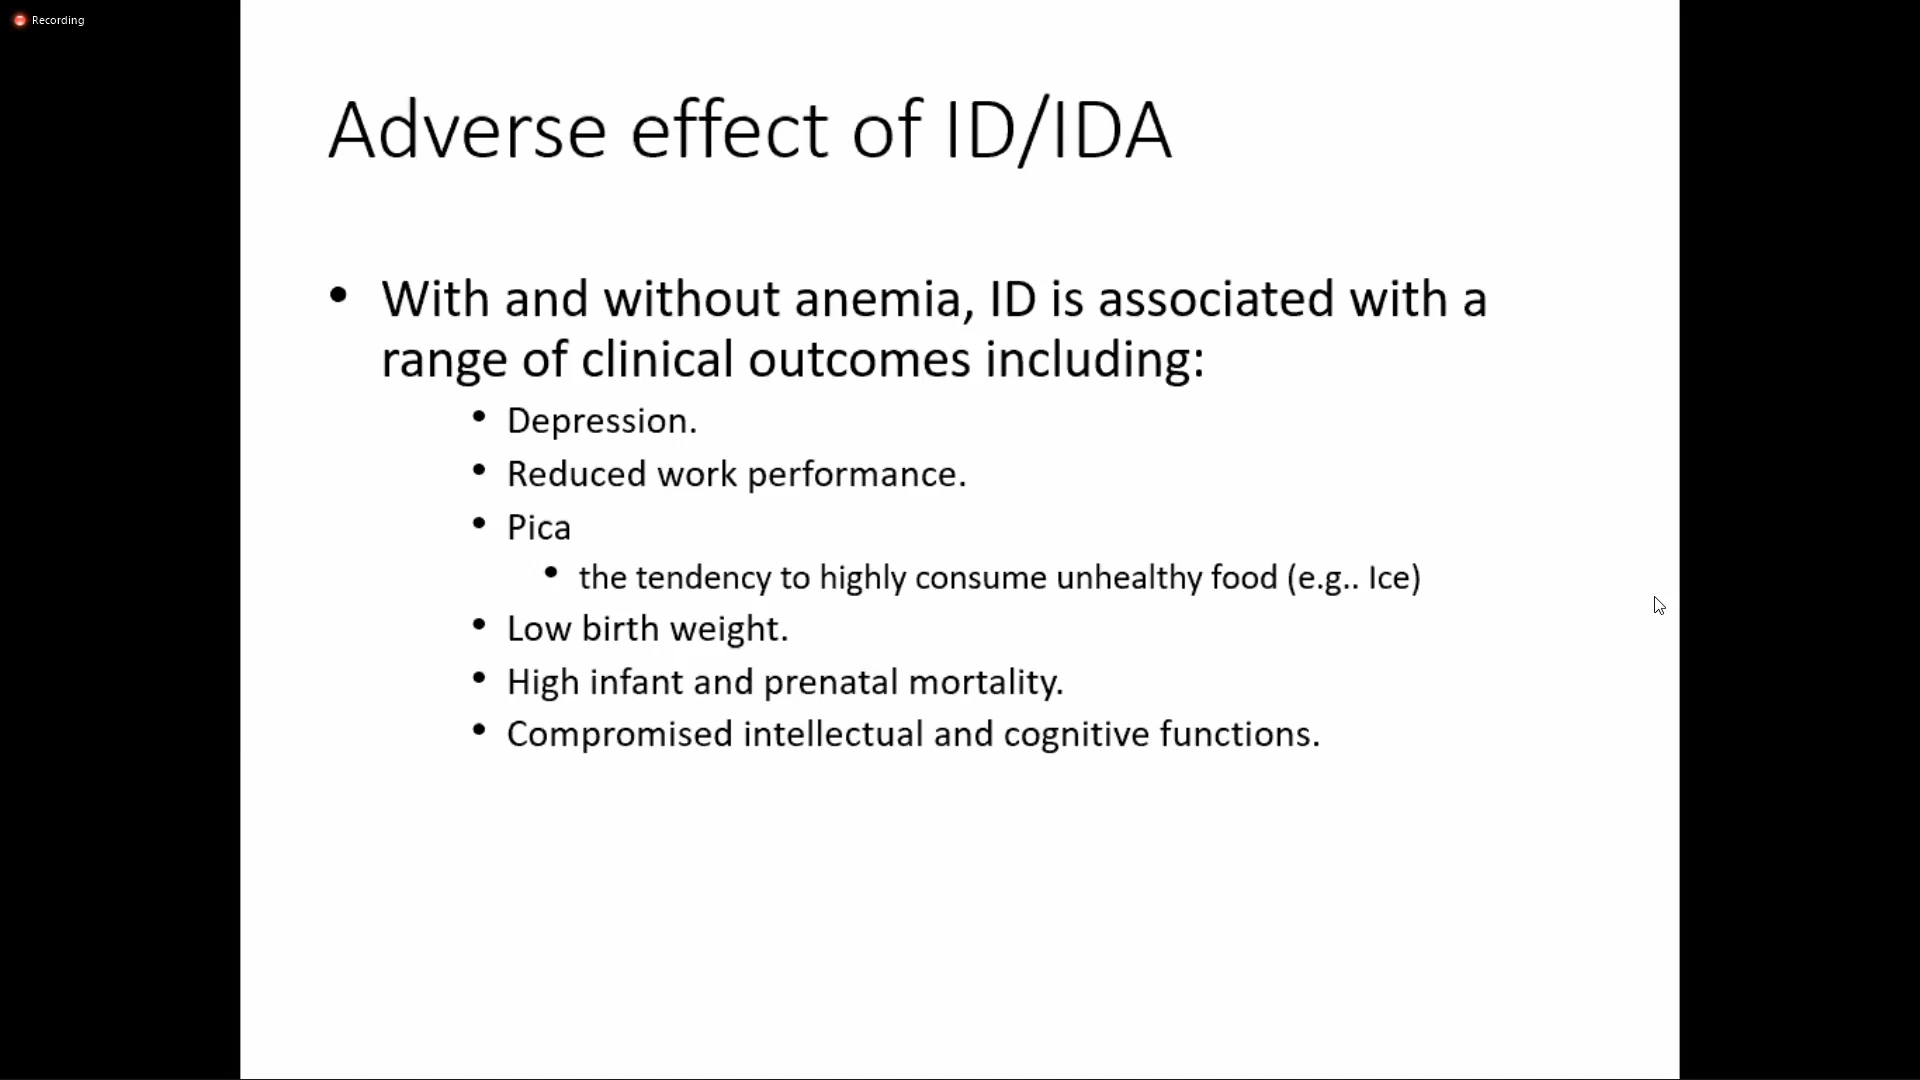 Recording
Adverse effect of ID/IDA
• With and without anemia, ID is associated with a
range of clinical outcomes including:
• Depression.
• Reduced work performance.
• Pica
• the tendency to highly consume unhealthy food (e.g.. Ice)
• Low birth weight.
• High infant and prenatal mortality.
• Compromised intellectual and cognitive functions.